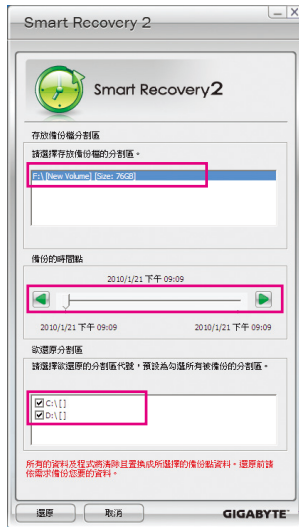 Smart Recovery 2
Smart Recovery2
存放備份檔分割區
請選擇存放備份檔的分割區。
F:\ [New Volume] [Size: 76GB]
備份的時間點
2010/1/21 下午 09:09
2010/1/21 下午 09:09 2010/1/21 下午 09:09
欲還原分割區
請選擇欲還原的分割區代號，預設為勾選所有被備份的分割區。
C:\ [ ]
D:\ [ ]
所有的資料及程式將清除且置換成所選擇的備份點資料。還原前請
依需求備份您要的資料。
還原 取消 GIGABYTE™